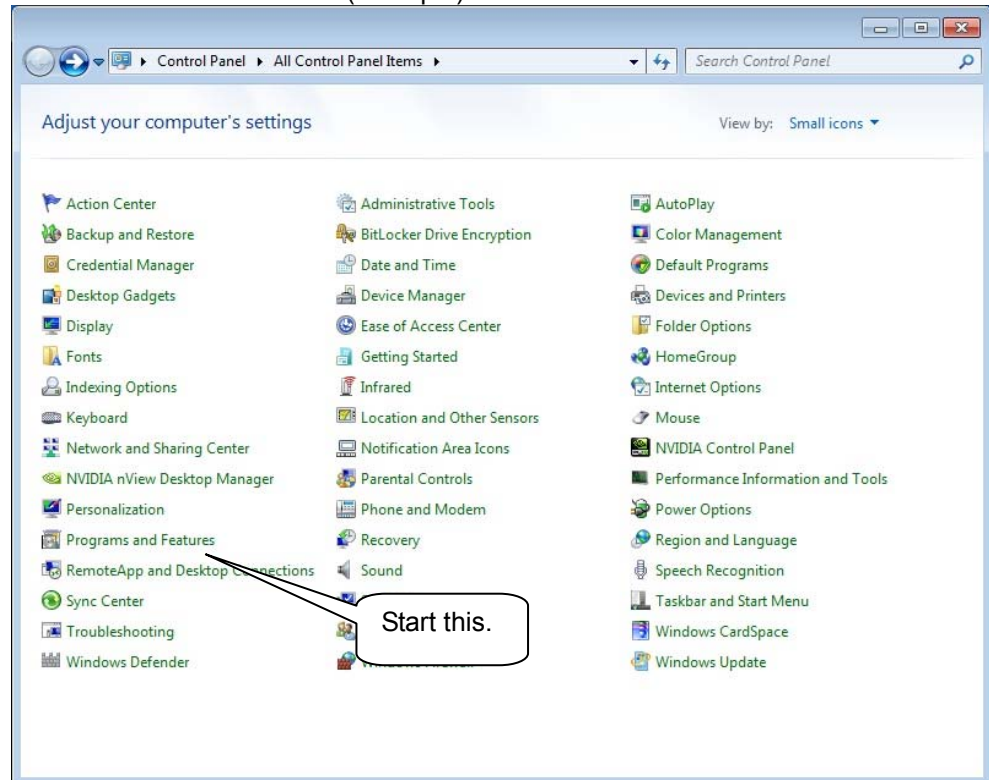 Control Panel ▸ All Control Panel Items ▸
Search Control Panel
Adjust your computer's settings
View by: Small icons
Action Center
Administrative Tools
AutoPlay
Backup and Restore
BitLocker Drive Encryption
Color Management
Credential Manager
Date and Time
Default Programs
Desktop Gadgets
Device Manager
Devices and Printers
Display
Ease of Access Center
Folder Options
Fonts
Getting Started
HomeGroup
Indexing Options
Infrared
Internet Options
Keyboard
Location and Other Sensors
Mouse
Network and Sharing Center
Notification Area Icons
NVIDIA Control Panel
NVIDIA nView Desktop Manager
Parental Controls
Performance Information and Tools
Personalization
Phone and Modem
Power Options
Programs and Features
Recovery
Region and Language
RemoteApp and Desktop Connections
Sound
Speech Recognition
Sync Center
Taskbar and Start Menu
Start this.
Troubleshooting
Windows CardSpace
Windows Defender
Windows Update